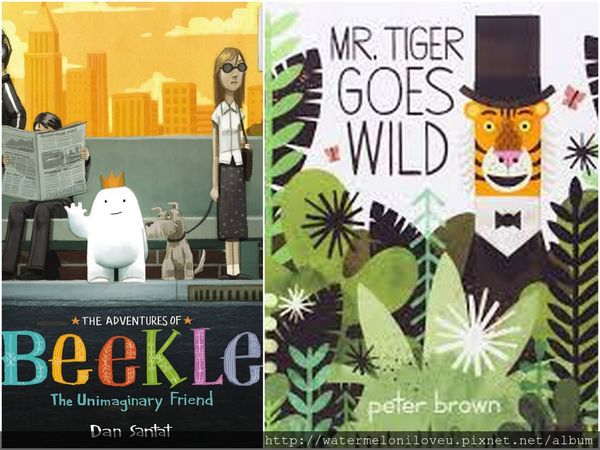 THE ADVENTURES OF
BeeKLe
The Unimaginary Friend
Dan Santat
MR. TIGER
GOES
WILD
peter brown
http://watermeloniloveu.pixnet.net/album